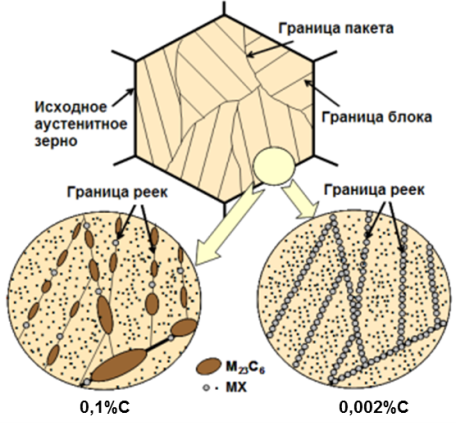 Граница пакета
Исходное
аустенитное
зерно
Граница блока
Граница реек
Граница реек
M₂₃C₆
MX
0,1%C
0,002%C